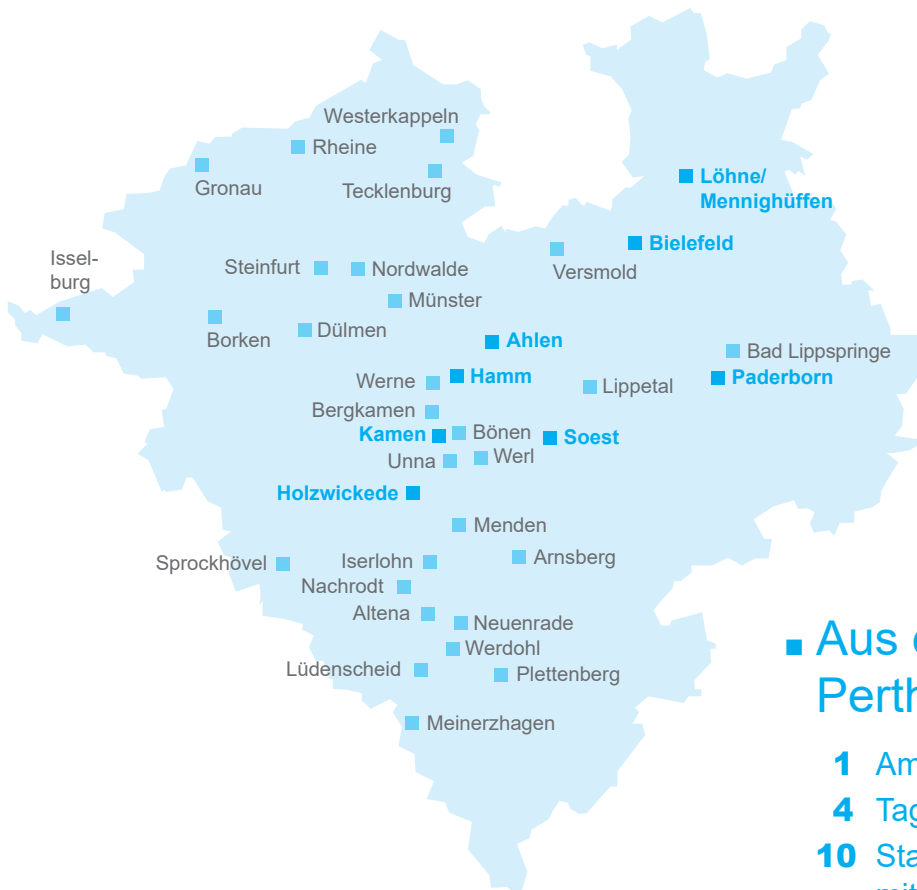 Westerkappeln
Rheine
Gronau
Tecklenburg
Löhne/
Mennighüffen
Bielefeld
Versmold
Issel-
burg
Steinfurt
Nordwalde
Münster
Borken
Dülmen
Ahlen
Bad Lippspringe
Paderborn
Werne
Hamm
Lippetal
Bergkamen
Kamen
Bönen
Soest
Unna
Werl
Holzwickede
Menden
Sprockhövel
Iserlohn
Arnsberg
Nachrodt
Altena
Neuenrade
Werdohl
Lüdenscheid
Plettenberg
Meinerzhagen
Aus
Perth
1 Am
4 Tag
10 Sta